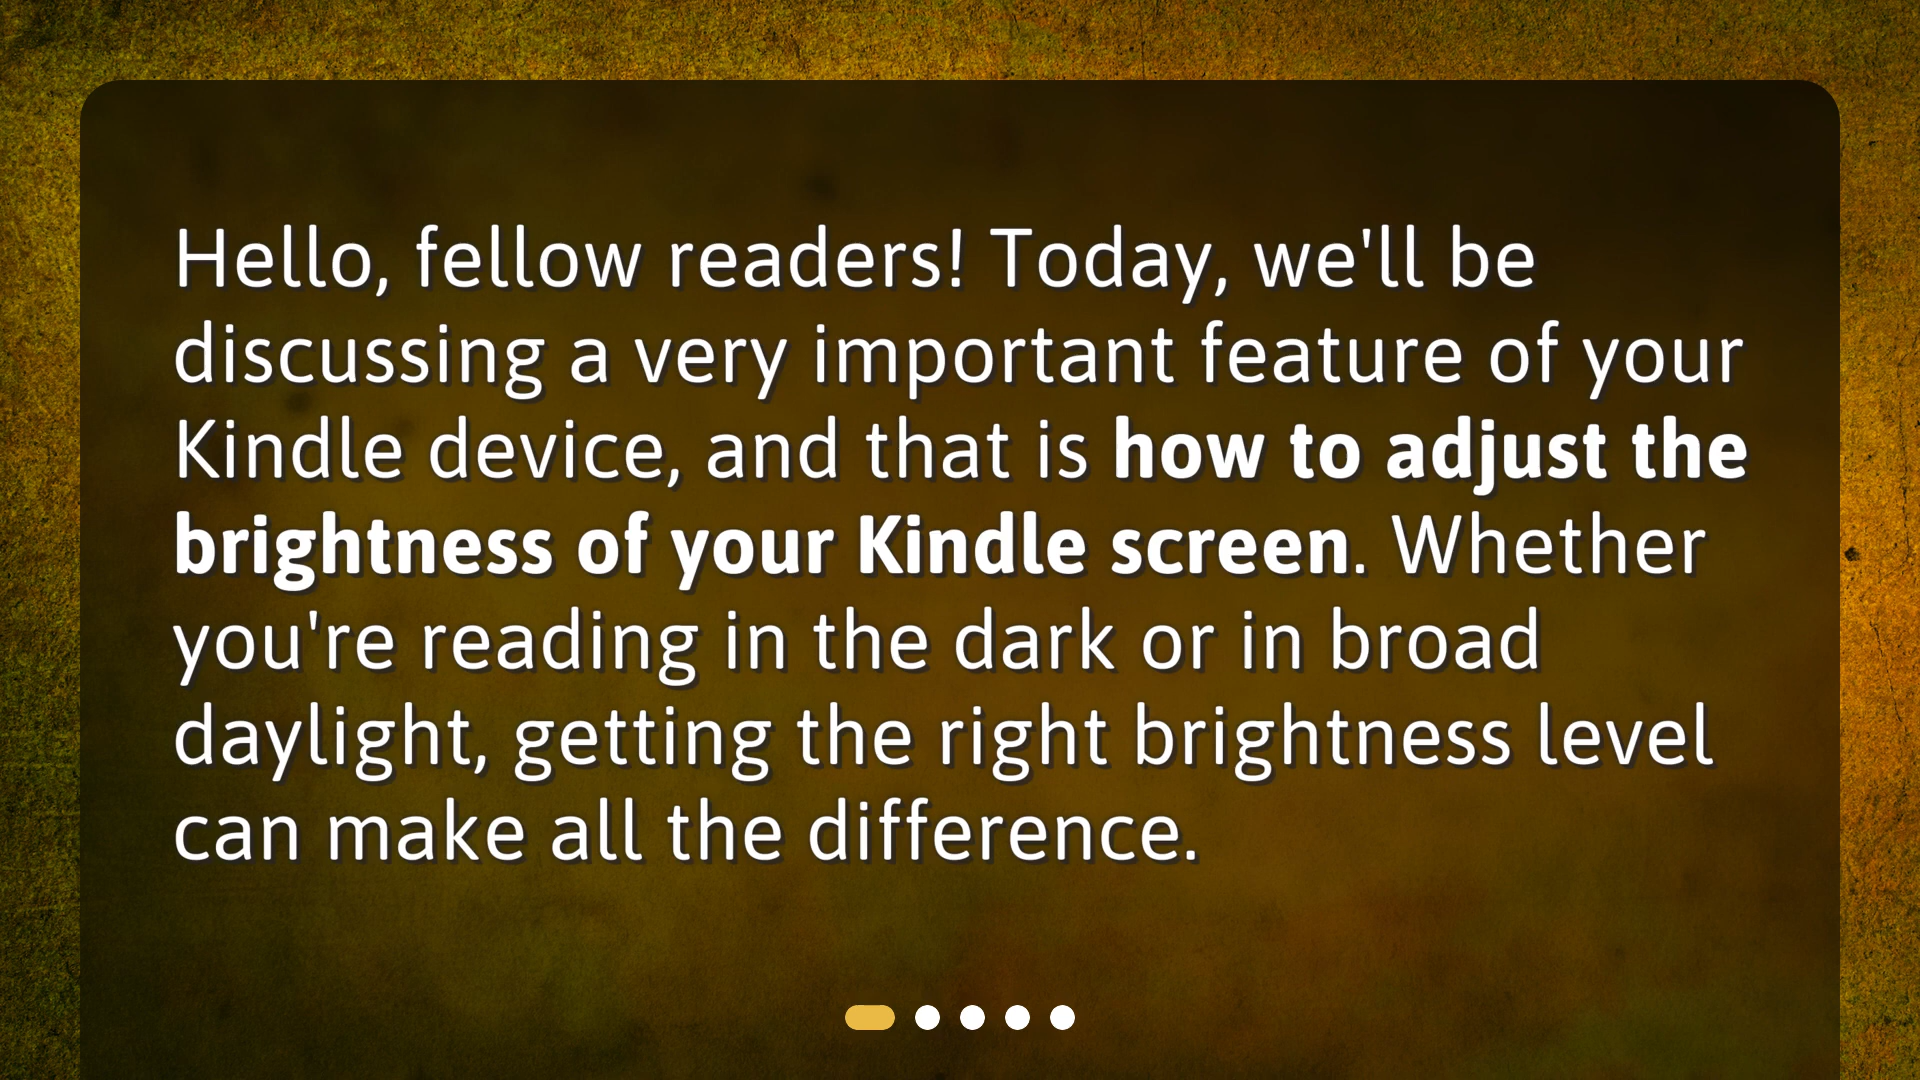 Hello, fellow readers! Today, we'll be
discussing a very important feature of your
Kindle device, and that is how to adjust the
brightness of your Kindle screen. Whether
you're reading in the dark or in broad
daylight, getting the right brightness level
can make all the difference.